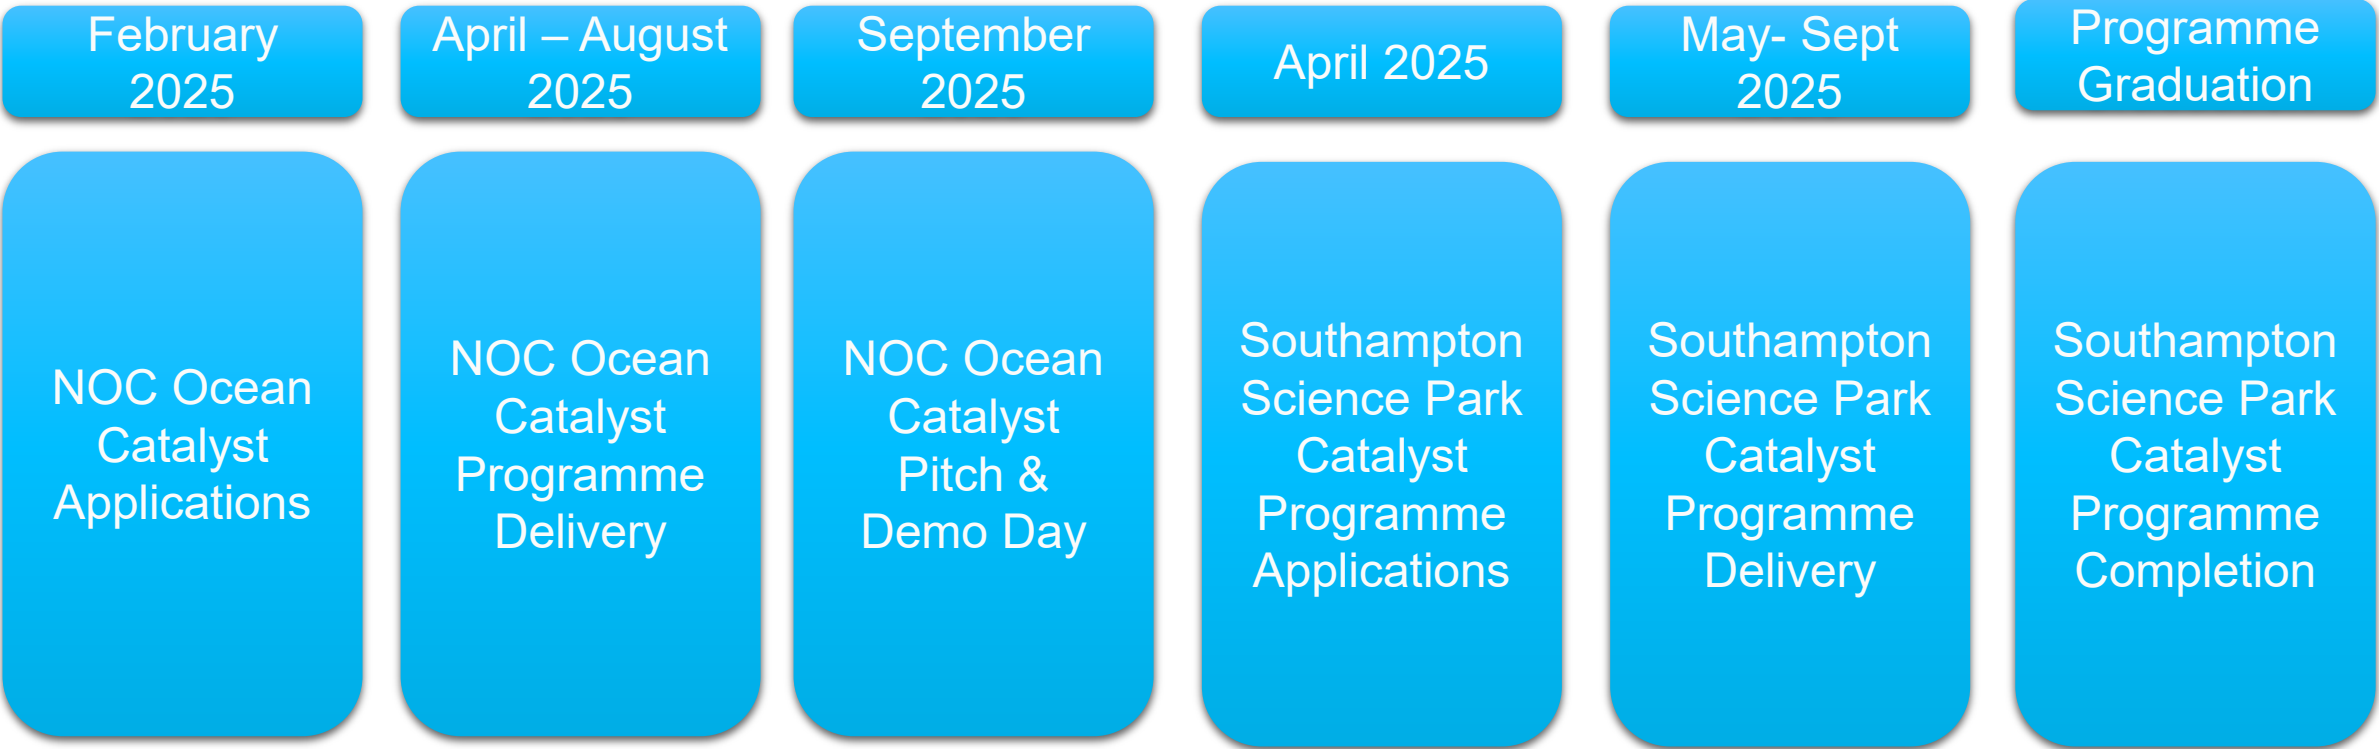 February
2025
April – August
2025
September
2025
April 2025
May- Sept
2025
Programme
Graduation
NOC Ocean
Catalyst
Applications
NOC Ocean
Catalyst
Programme
Delivery
NOC Ocean
Catalyst
Pitch &
Demo Day
Southampton
Science Park
Catalyst
Programme
Applications
Southampton
Science Park
Catalyst
Programme
Delivery
Southampton
Science Park
Catalyst
Programme
Completion